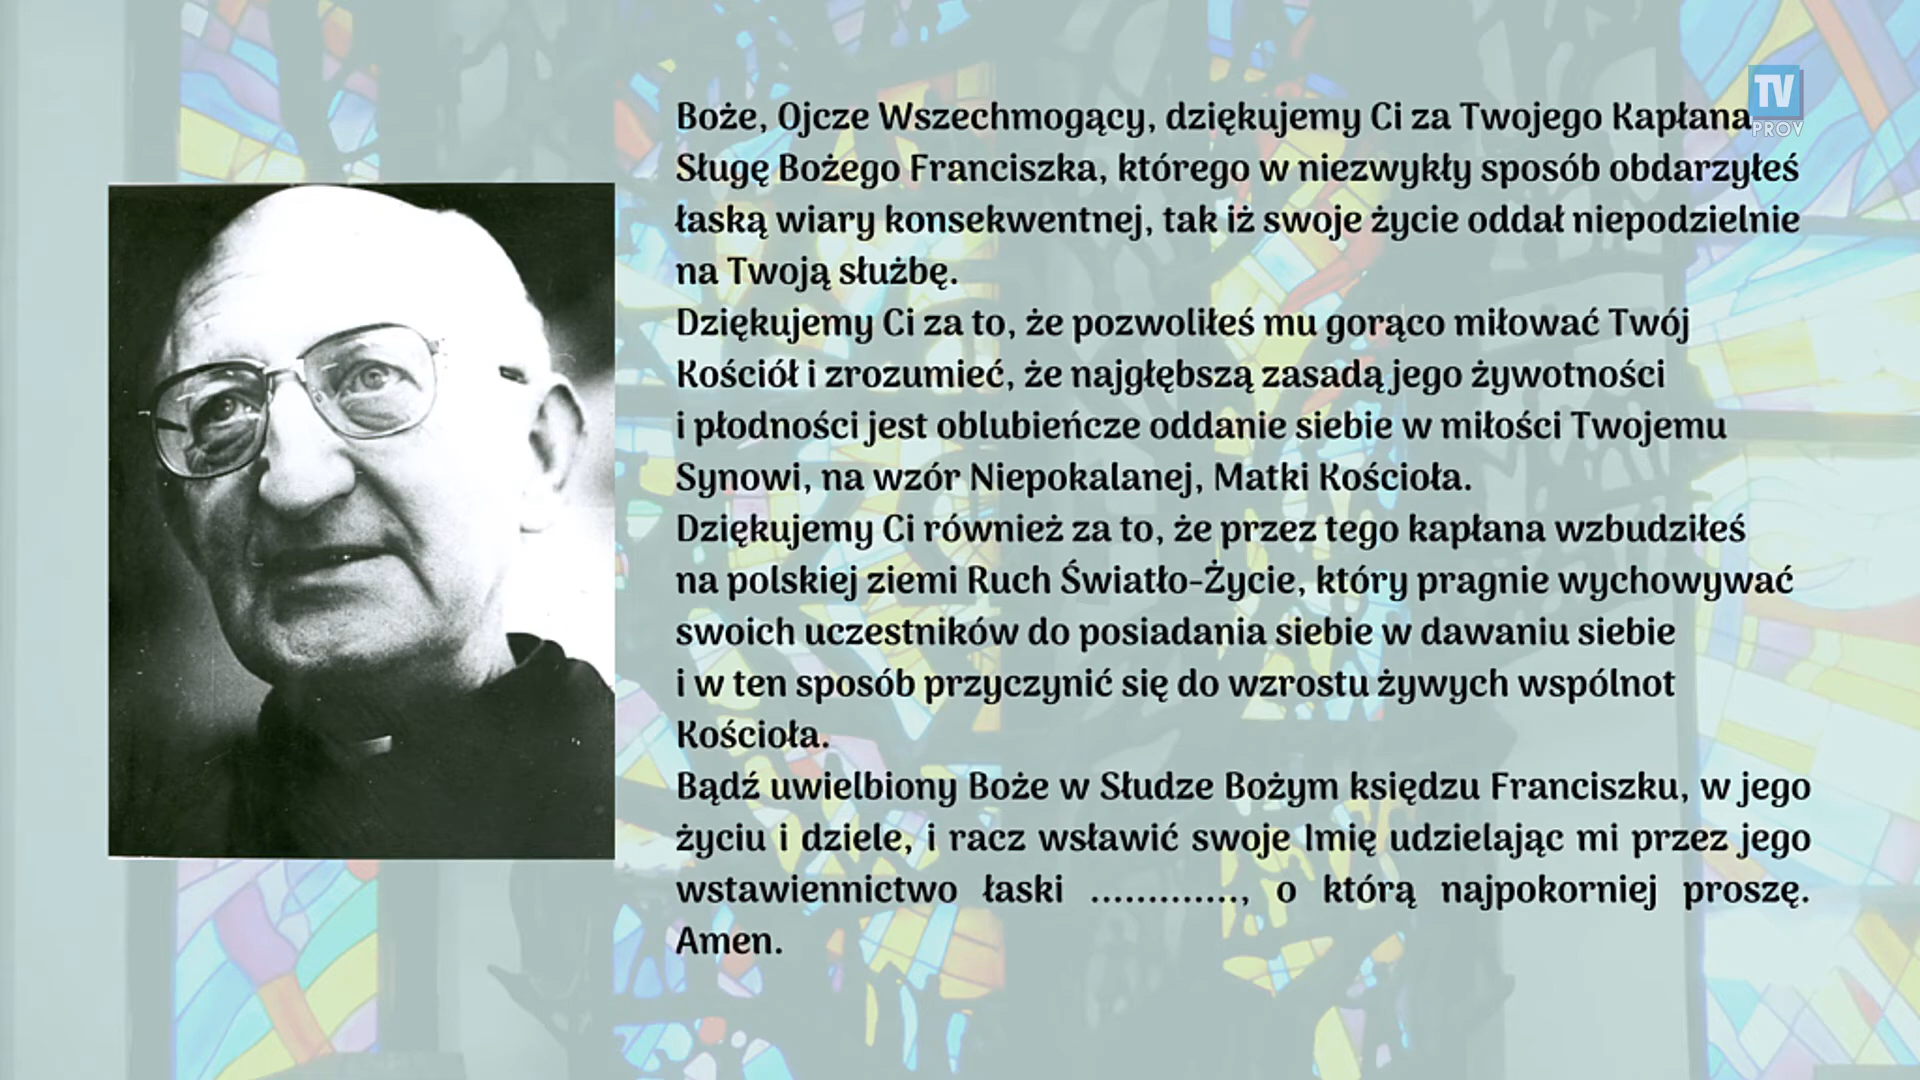 TV
PROV
Boże, Ojcze Wszechmogący, dziękujemy Ci za Twojego Kapłana
Sługę Bożego Franciszka, którego w niezwykły sposób obdarzyłeś
łaską wiary konsekwentnej, tak iż swoje życie oddał niepodzielnie
na Twoją służbę.
Dziękujemy Ci za to, że pozwoliłeś mu gorąco miłować Twój
Kościół i zrozumieć, że najgłębszą zasadą jego żywotności
i płodności jest oblubieńcze oddanie siebie w miłości Twojemu
Synowi, na wzór Niepokalanej, Matki Kościoła.
Dziękujemy Ci również za to, że przez tego kapłana wzbudziłeś
na polskiej ziemi Ruch Światło-Życie, który pragnie wychowywać
swoich uczestników do posiadania siebie w dawaniu siebie
i w ten sposób przyczynić się do wzrostu żywych wspólnot
Kościoła.
Bądź uwielbiony Boże w Słudze Bożym księdzu Franciszku, w jego
życiu i dziele, i racz wsławić swoje Imię udzielając mi przez jego
wstawiennictwo łaski ............., o którą najpokorniej proszę.
Amen.